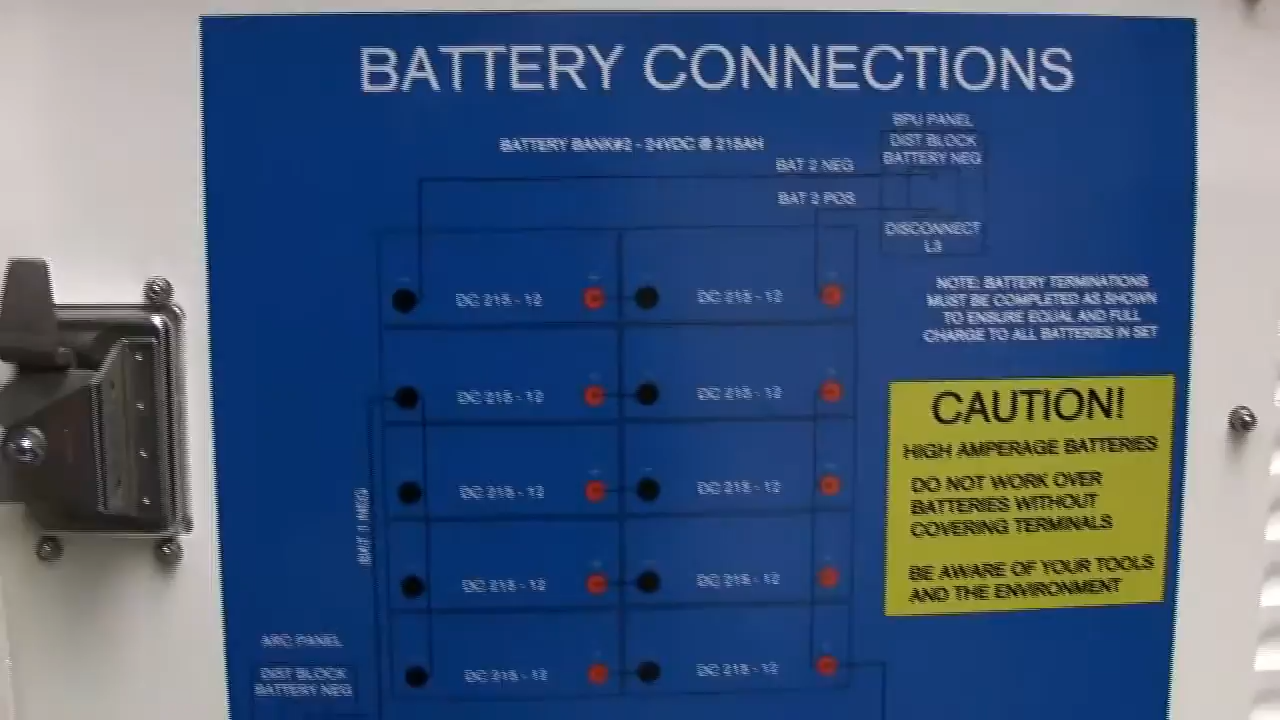 BATTERY CONNECTIONS
BPU PANEL
DIST BLOCK
BATTERY NEG
BATTERY BANK#2 - 24VDC @ 215AH
BAT 2 NEG
BAT 2 POS
DISCONNECT
L3
DC 215 - 12
DC 215 - 12
NOTE: BATTERY TERMINATIONS
MUST BE COMPLETED AS SHOWN
TO ENSURE EQUAL AND FULL
CHARGE TO ALL BATTERIES IN SET
DC 215 - 12
DC 215 - 12
CAUTION!
HIGH AMPERAGE BATTERIES
DO NOT WORK OVER
BATTERIES WITHOUT
COVERING TERMINALS
BE AWARE OF YOUR TOOLS
AND THE ENVIRONMENT
DC 215 - 12
DC 215 - 12
BAT 1 NEG
DC 215 - 12
DC 215 - 12
DC 215 - 12
DC 215 - 12
ARC PANEL
DIST BLOCK
BATTERY NEG